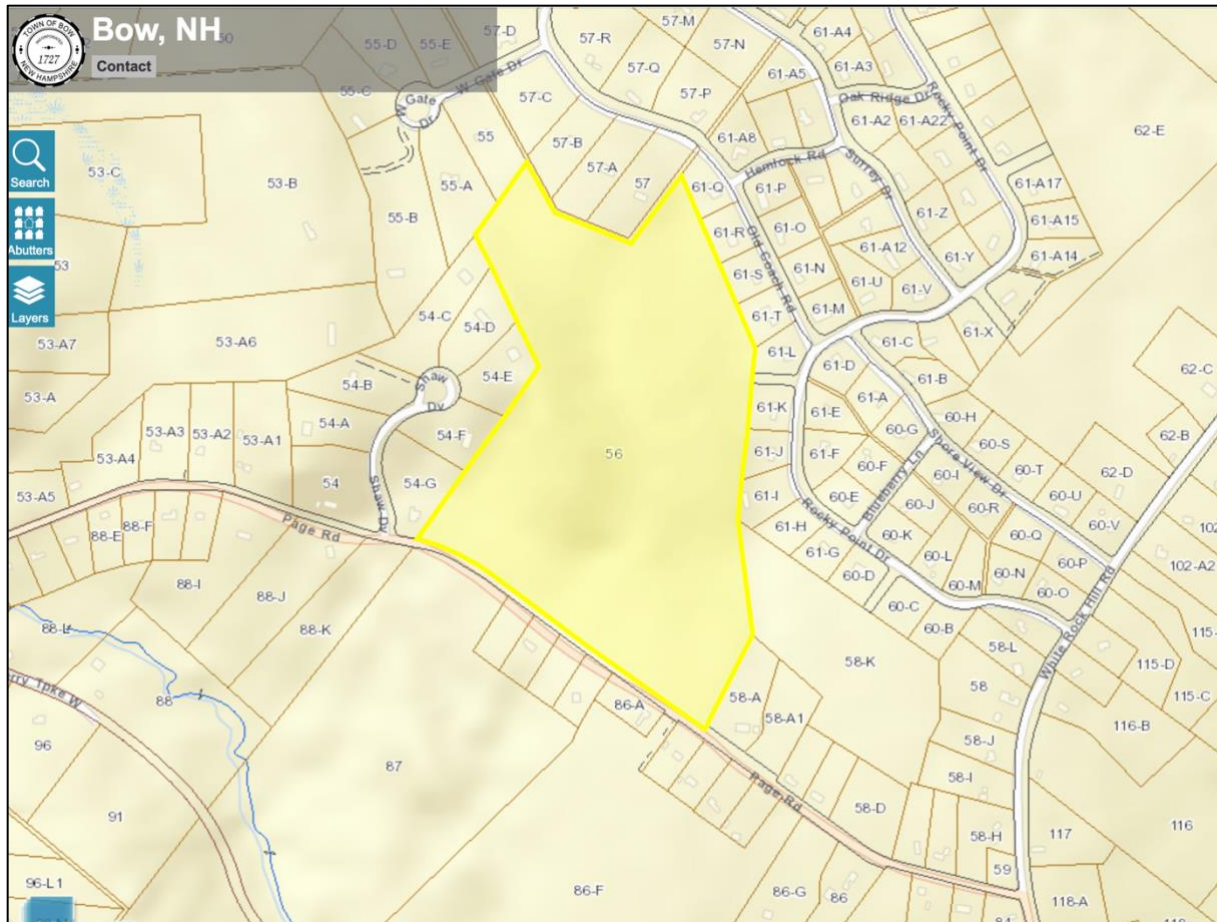 TOWN OF BOW
INCORPORATED
1727
NEW HAMPSHIRE
Bow, NH
Contact
Search
Abutters
Layers
50
55-D
55-E
57-D
57-R
57-M
57-N
61-A4
61-A3
55-C
W Gate Dr
W Gate Dr
57-Q
61-A5
Oak Ridge Dr
Rocky Point Dr
57-C
57-P
61-A2
61-A22
62-E
55
57-B
61-A8
Hemlock Rd
Surrey Dr
53-C
53-B
55-A
57-A
57
61-Q
61-P
61-A17
55-B
61-R
Old Coach Rd
61-O
61-Z
61-A15
53
61-A12
61-Y
61-A14
61-S
61-N
61-U
61-V
54-C
54-D
61-T
61-M
61-X
53-A7
53-A6
61-L
61-C
62-C
54-B
Shaw Dv
54-E
61-D
61-B
53-A
61-K
61-E
61-A
60-H
54-A
54-F
60-G
Shore View Dr
60-S
62-B
53-A3
53-A2
53-A1
56
61-J
61-F
60-F
Blueberry Ln
60-I
60-T
62-D
53-A4
54
Shaw Dv
54-G
61-I
60-E
60-J
60-R
60-U
53-A5
61-H
Rocky Point Dr
60-K
60-Q
60-V
102
88-F
88-E
Page Rd
61-G
60-L
60-P
102-A2
60-D
60-M
60-N
88-I
88-J
60-C
60-O
88-L
88-K
60-B
58-L
White Rock Hill Rd
115-
58-K
115-D
58
88
115-C
rry Tpke W
86-A
58-A
58-A1
116-B
96
58-J
87
58-I
Page Rd
91
58-D
58-H
117
116
59
96-L1
86-F
86-G
86
84
118-A